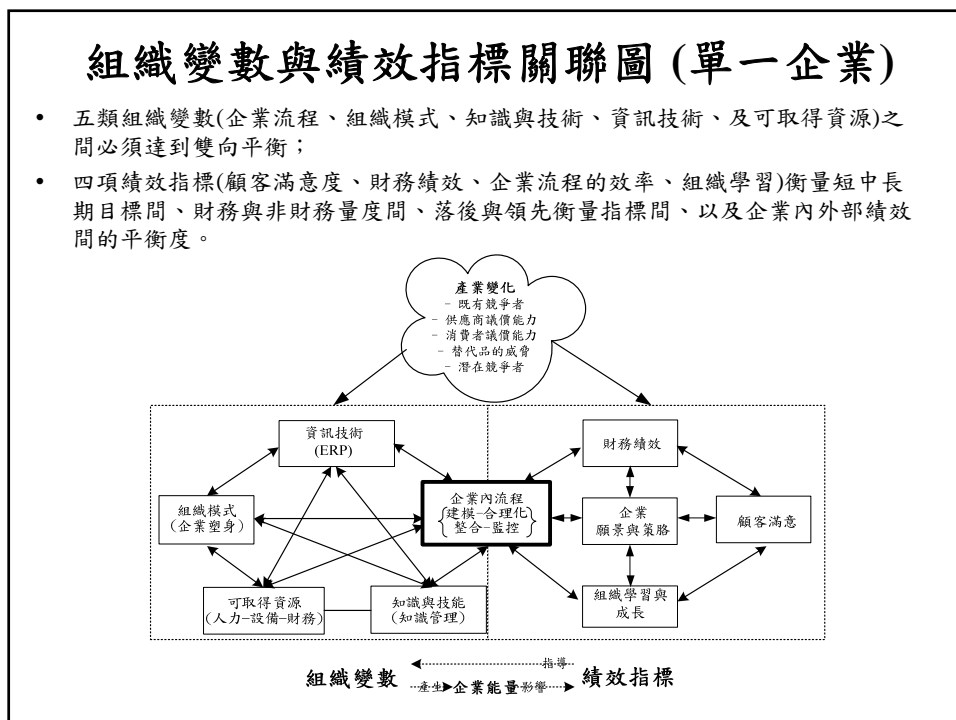 組織變數與績效指標關聯圖 (單一企業)
• 五類組織變數(企業流程、組織模式、知識與技術、資訊技術、及可取得資源)之
間必須達到雙向平衡；
• 四項績效指標(顧客滿意度、財務績效、企業流程的效率、組織學習)衡量短中長
期目標間、財務與非財務量度間、落後與領先衡量指標間、以及企業內外部績效
間的平衡度。
產業變化
- 既有競爭者
- 供應商議價能力
- 消費者議價能力
- 替代品的威脅
- 潛在競爭者
資訊技術
(ERP)
財務績效
組織模式
(企業塑身)
企業內流程
建模-合理化
整合-監控
企業
願景與策略
顧客滿意
可取得資源
(人力-設備-財務)
知識與技能
(知識管理)
組織學習與
成長
指導
組織變數
產生
企業能量
影響
績效指標